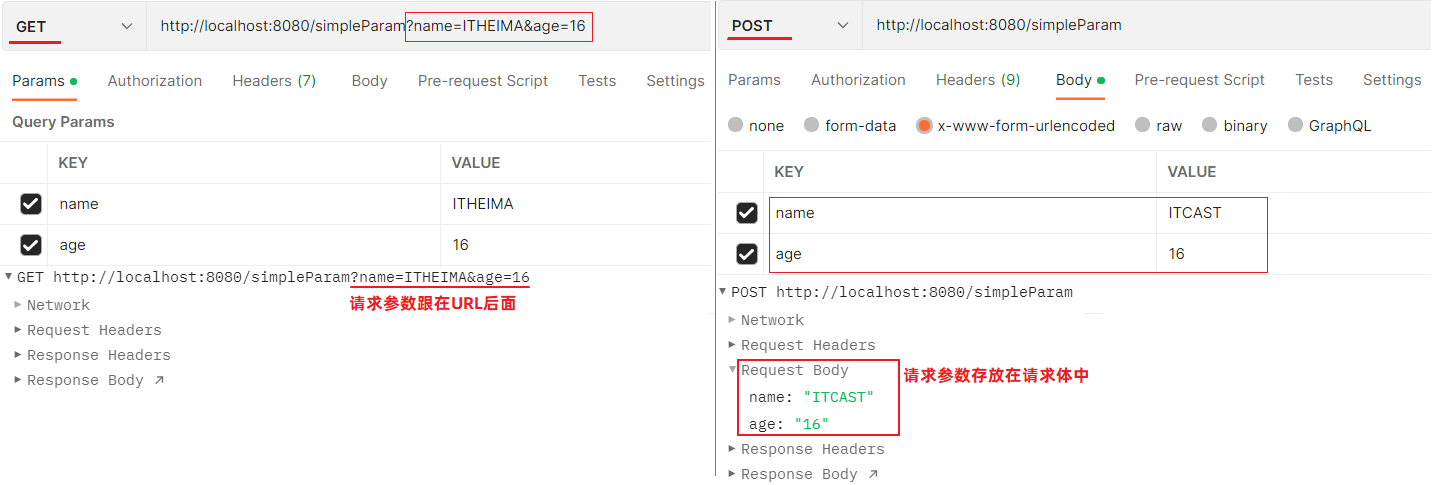 GET http://localhost:8080/simpleParam?name=ITHEIMA&age=16
Params Authorization Headers (7) Body Pre-request Script Tests Settings
Query Params
KEY VALUE
name ITHEIMA
age 16
GET http://localhost:8080/simpleParam?name=ITHEIMA&age=16
请求参数跟在URL后面
Network
Request Headers
Response Headers
Response Body ↗
POST http://localhost:8080/simpleParam
Params Authorization Headers (9) Body Pre-request Script Tests Settings
none form-data x-www-form-urlencoded raw binary GraphQL
KEY VALUE
name ITCAST
age 16
POST http://localhost:8080/simpleParam
Network
Request Headers
Request Body
请求参数存放在请求体中
name: "ITCAST"
age: "16"
Response Headers
Response Body ↗